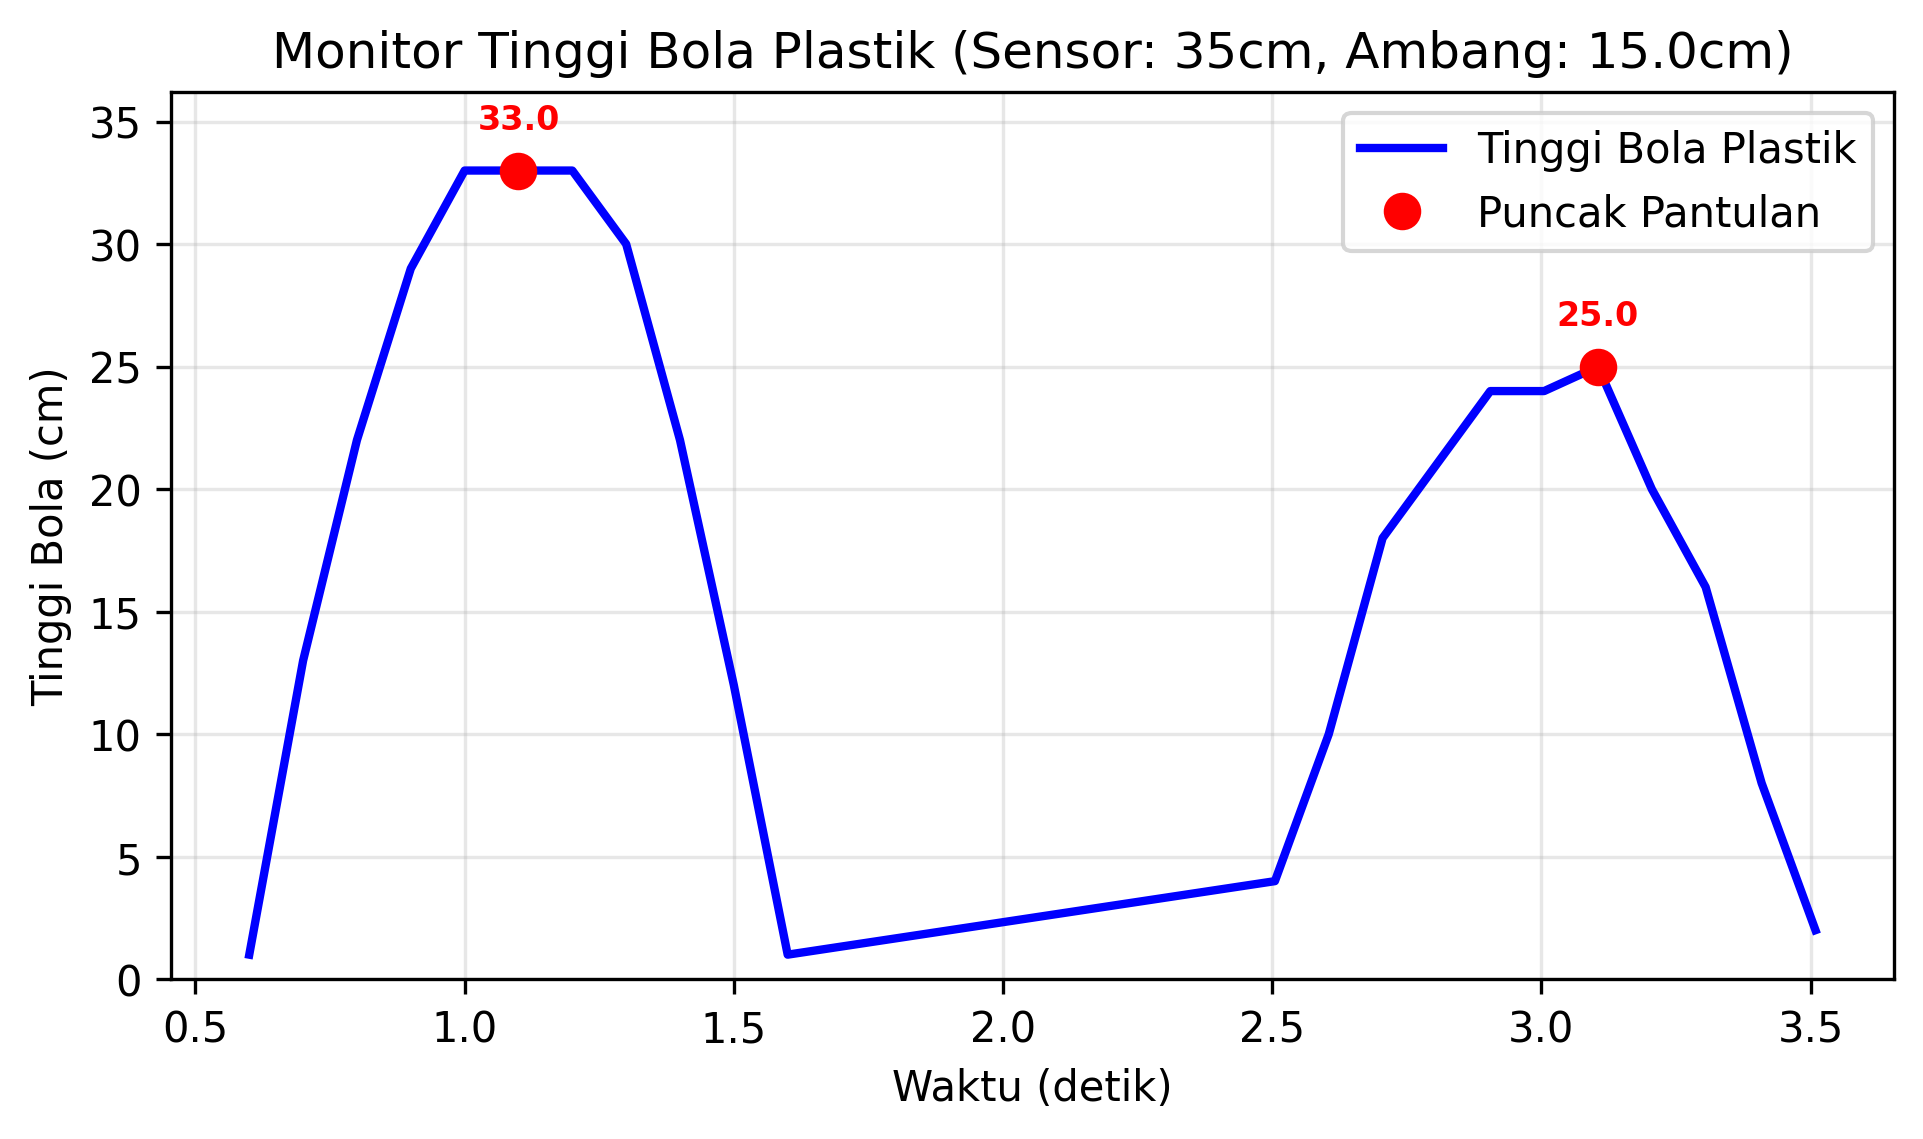 Monitor Tinggi Bola Plastik (Sensor: 35cm, Ambang: 15.0cm)
33.0
25.0
Tinggi Bola Plastik
Puncak Pantulan
Tinggi Bola (cm)
35
30
25
20
15
10
5
0
0.5 1.0 1.5 2.0 2.5 3.0 3.5
Waktu (detik)